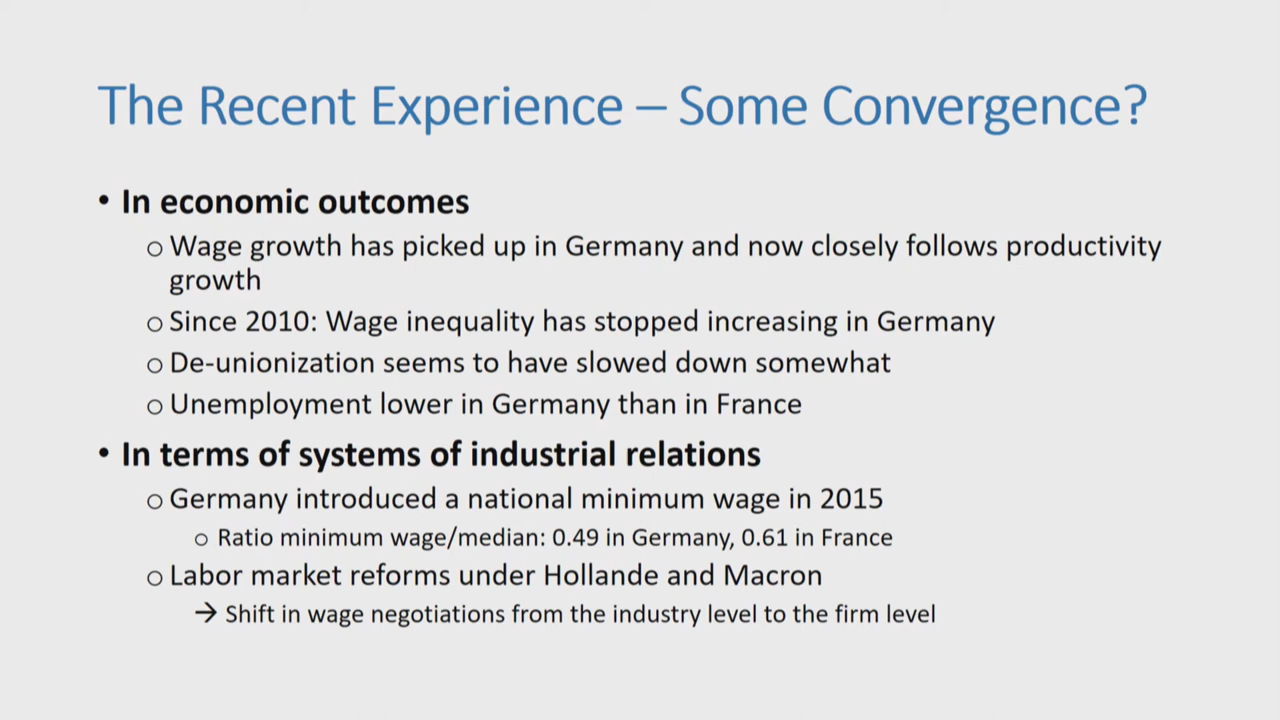 The Recent Experience – Some Convergence?
• In economic outcomes
o Wage growth has picked up in Germany and now closely follows productivity
growth
o Since 2010: Wage inequality has stopped increasing in Germany
o De-unionization seems to have slowed down somewhat
o Unemployment lower in Germany than in France
• In terms of systems of industrial relations
o Germany introduced a national minimum wage in 2015
o Ratio minimum wage/median: 0.49 in Germany, 0.61 in France
o Labor market reforms under Hollande and Macron
→ Shift in wage negotiations from the industry level to the firm level